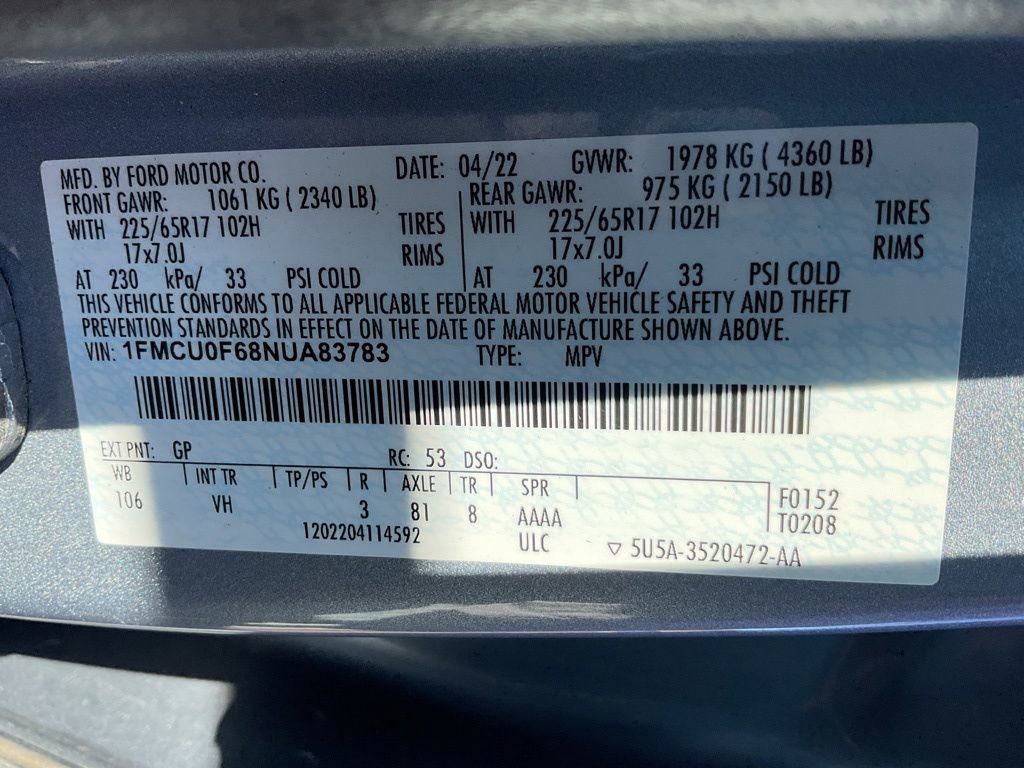 MFD. BY FORD MOTOR CO. DATE: 04/22 GVWR: 1978 KG ( 4360 LB)
FRONT GAWR: 1061 KG ( 2340 LB) REAR GAWR: 975 KG ( 2150 LB)
WITH 225/65R17 102H TIRES WITH 225/65R17 102H TIRES
17x7.0J RIMS 17x7.0J RIMS
AT 230 kPa/ 33 PSI COLD AT 230 kPa/ 33 PSI COLD
THIS VEHICLE CONFORMS TO ALL APPLICABLE FEDERAL MOTOR VEHICLE SAFETY AND THEFT
PREVENTION STANDARDS IN EFFECT ON THE DATE OF MANUFACTURE SHOWN ABOVE.
VIN: 1FMCU0F68NUA83783 TYPE: MPV
EXT PNT: GP RC: 53 DSO:
WB INT TR TP/PS R AXLE TR SPR
106 VH 3 81 8 AAAA
F0152
T0208
1202204114592 ULC ▽ 5U5A-3520472-AA